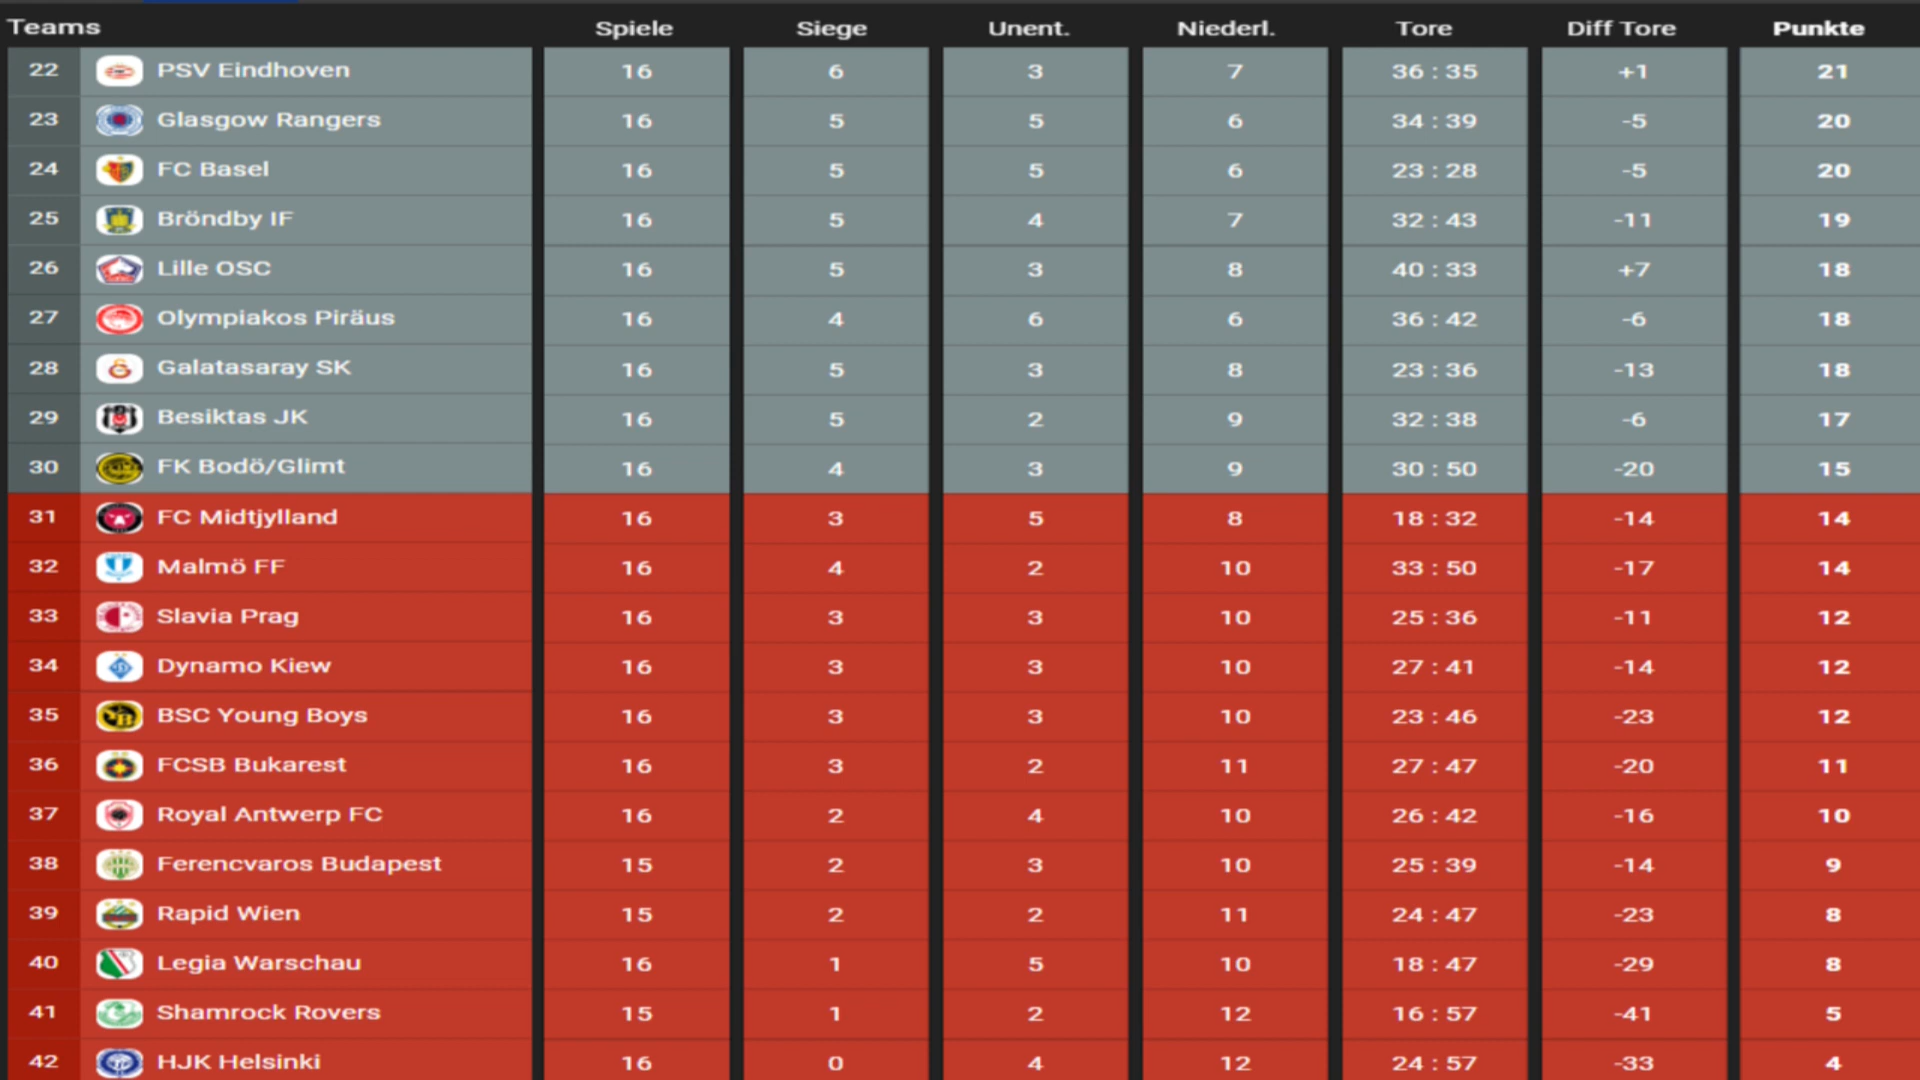 Teams Spiele Siege Unent. Niederl. Tore Diff Tore Punkte
22 PSV Eindhoven 16 6 3 7 36 : 35 +1 21
23 Glasgow Rangers 16 5 5 6 34 : 39 -5 20
24 FC Basel 16 5 5 6 23 : 28 -5 20
25 Bröndby IF 16 5 4 7 32 : 43 -11 19
26 Lille OSC 16 5 3 8 40 : 33 +7 18
27 Olympiakos Piräus 16 4 6 6 36 : 42 -6 18
28 Galatasaray SK 16 5 3 8 23 : 36 -13 18
29 Besiktas JK 16 5 2 9 32 : 38 -6 17
30 FK Bodö/Glimt 16 4 3 9 30 : 50 -20 15
31 FC Midtjylland 16 3 5 8 18 : 32 -14 14
32 Malmö FF 16 4 2 10 33 : 50 -17 14
33 Slavia Prag 16 3 3 10 25 : 36 -11 12
34 Dynamo Kiew 16 3 3 10 27 : 41 -14 12
35 BSC Young Boys 16 3 3 10 23 : 46 -23 12
36 FCSB Bukarest 16 3 2 11 27 : 47 -20 11
37 Royal Antwerp FC 16 2 4 10 26 : 42 -16 10
38 Ferencvaros Budapest 15 2 3 10 25 : 39 -14 9
39 Rapid Wien 15 2 2 11 24 : 47 -23 8
40 Legia Warschau 16 1 5 10 18 : 47 -29 8
41 Shamrock Rovers 15 1 2 12 16 : 57 -41 5
42 HJK Helsinki 16 0 4 12 24 : 57 -33 4